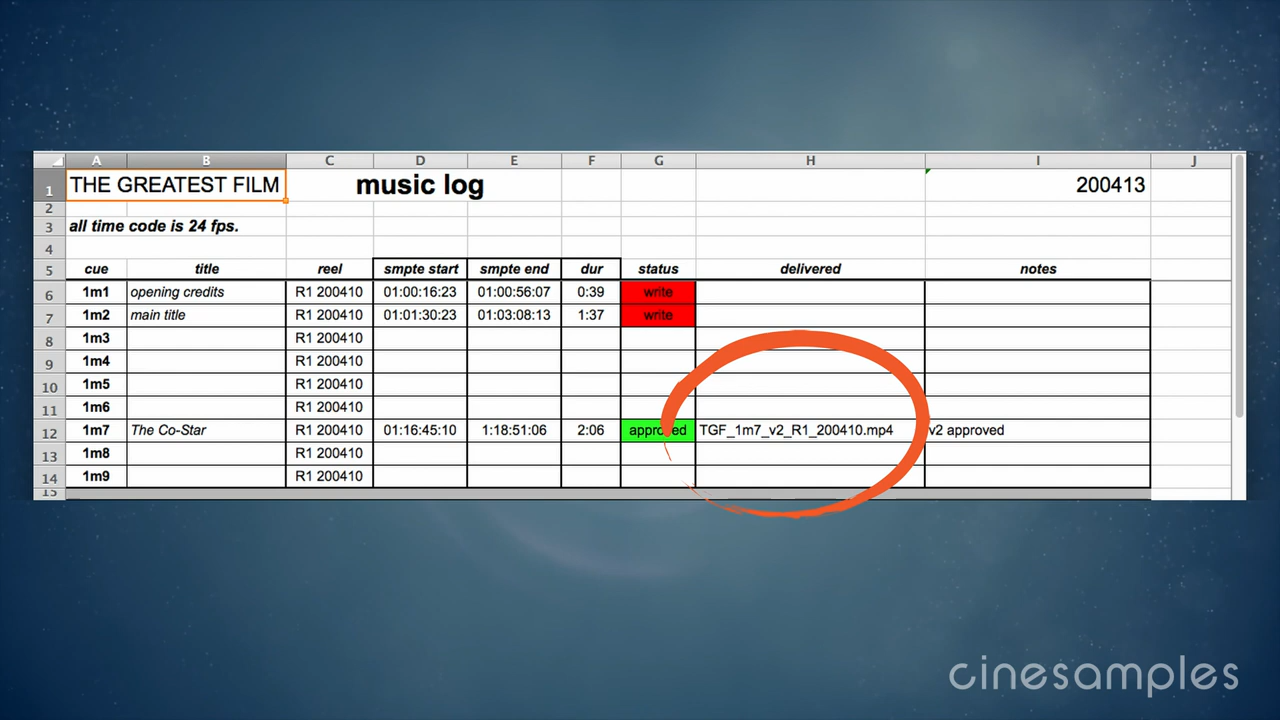 A B C D E F G H I J
1 THE GREATEST FILM music log 200413
2
3 all time code is 24 fps.
4
5 cue title reel smpte start smpte end dur status delivered notes
6 1m1 opening credits R1 200410 01:00:16:23 01:00:56:07 0:39 write
7 1m2 main title R1 200410 01:01:30:23 01:03:08:13 1:37 write
8 1m3 R1 200410
9 1m4 R1 200410
10 1m5 R1 200410
11 1m6 R1 200410
12 1m7 The Co-Star R1 200410 01:16:45:10 1:18:51:06 2:06 approved TGF_1m7_v2_R1_200410.mp4 v2 approved
13 1m8 R1 200410
14 1m9 R1 200410
15
cinesamples